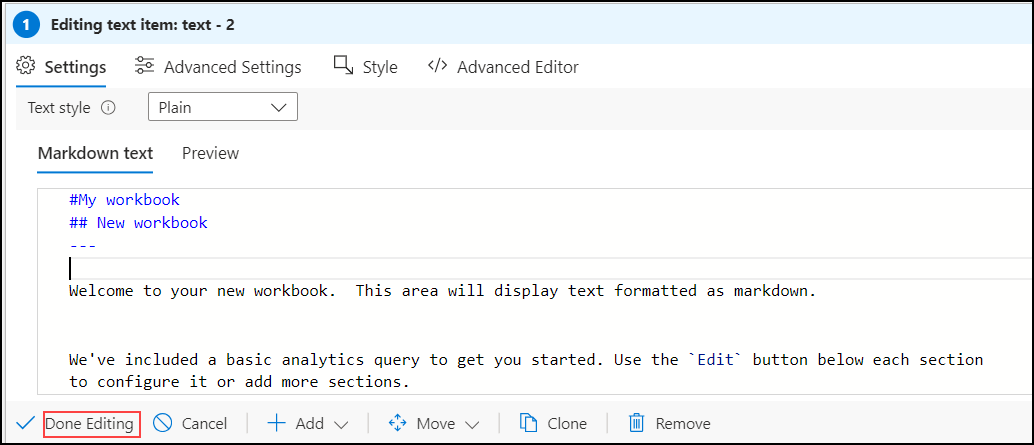 1 Editing text item: text - 2
Settings Advanced Settings Style </> Advanced Editor
Text style Plain
Markdown text Preview
#My workbook
## New workbook
---
Welcome to your new workbook.  This area will display text formatted as markdown.
We've included a basic analytics query to get you started. Use the `Edit` button below each section
to configure it or add more sections.
Done Editing Cancel Add Move Clone Remove